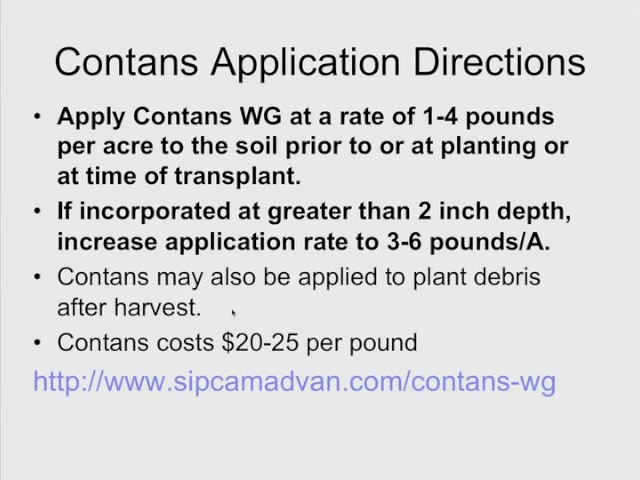 Contans Application Directions
• Apply Contans WG at a rate of 1-4 pounds
per acre to the soil prior to or at planting or
at time of transplant.
• If incorporated at greater than 2 inch depth,
increase application rate to 3-6 pounds/A.
• Contans may also be applied to plant debris
after harvest.
• Contans costs $20-25 per pound
http://www.sipcamadvan.com/contans-wg